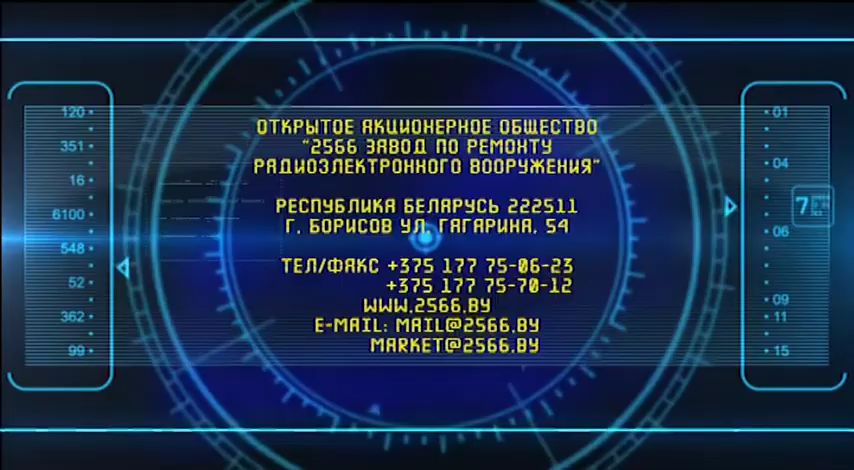 ОТКРЫТОЕ АКЦИОНЕРНОЕ ОБЩЕСТВО
"2566 ЗАВОД ПО РЕМОНТУ
РАДИОЭЛЕКТРОННОГО ВООРУЖЕНИЯ"
РЕСПУБЛИКА БЕЛАРУСЬ 222511
Г. БОРИСОВ УЛ. ГАГАРИНА, 54
ТЕЛ/ФАКС +375 177 75-06-23
+375 177 75-70-12
WWW.2566.BY
E-MAIL: MAIL@2566.BY
MARKET@2566.BY
120
351
16
6100
548
52
362
99
01
04
06
09
11
15
7